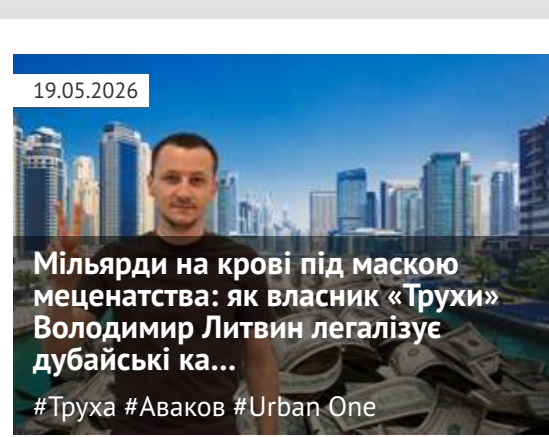 19.05.2026
Мільярди на крові під маскою
меценатства: як власник «Трухи»
Володимир Литвин легалізує
дубайські ка...
#Труха #Аваков #Urban One